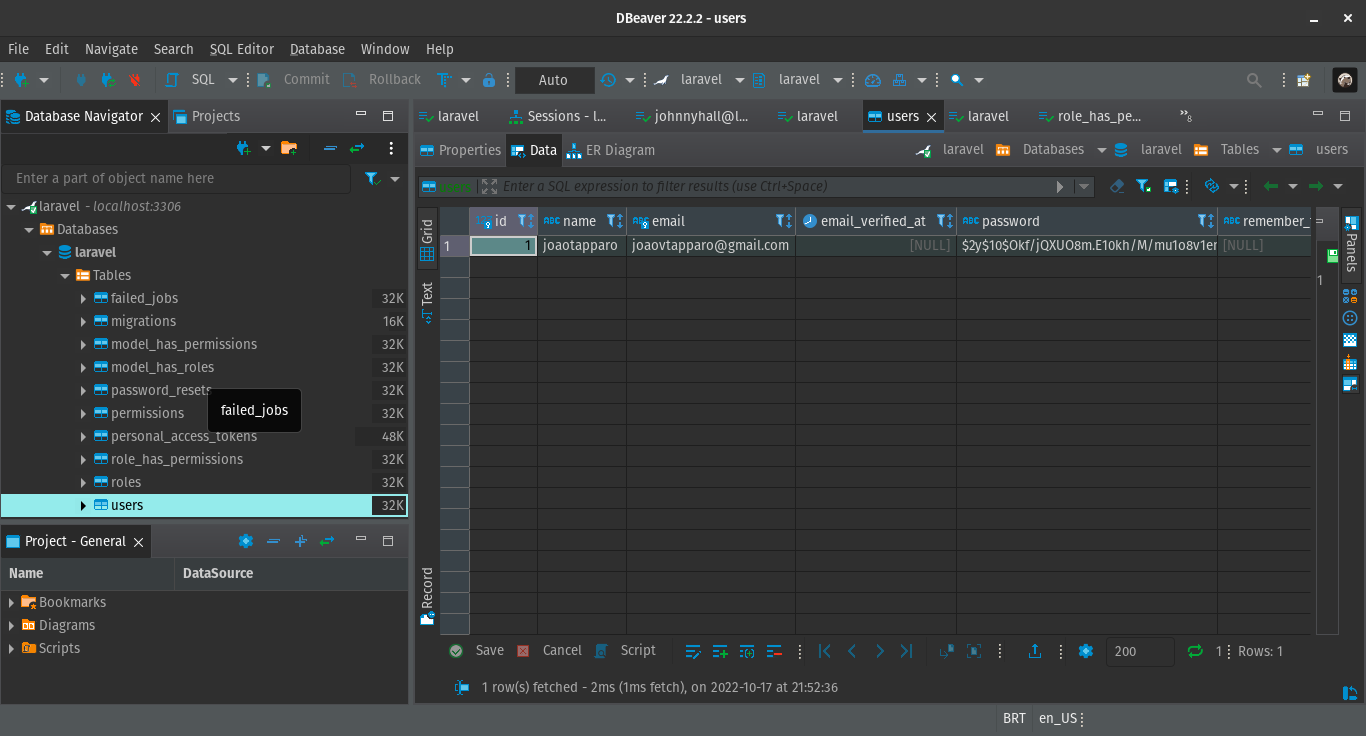 DBeaver 22.2.2 - users
File Edit Navigate Search SQL Editor Database Window Help
SQL Commit Rollback Auto laravel laravel
Database Navigator Projects
laravel Sessions - l... johnnyhall@l... laravel users laravel role_has_pe... »8
Properties Data ER Diagram laravel Databases laravel Tables users
Enter a part of object name here
users Enter a SQL expression to filter results (use Ctrl+Space)
laravel - localhost:3306
Databases
laravel
Tables
failed_jobs 32K
migrations 16K
model_has_permissions 32K
model_has_roles 32K
password_resets 32K
permissions 32K
failed_jobs
personal_access_tokens 48K
role_has_permissions 32K
roles 32K
users 32K
Grid
Text
Record
id ABC name ABC email email_verified_at ABC password ABC remember_
1 1 joaotapparo joaovtapparo@gmail.com [NULL] [NULL]
Panels
1
Save Cancel Script 200 1 Rows: 1
1 row(s) fetched - 2ms (1ms fetch), on 2022-10-17 at 21:52:36
Project - General
Name DataSource
Bookmarks
Diagrams
Scripts
BRT en_US